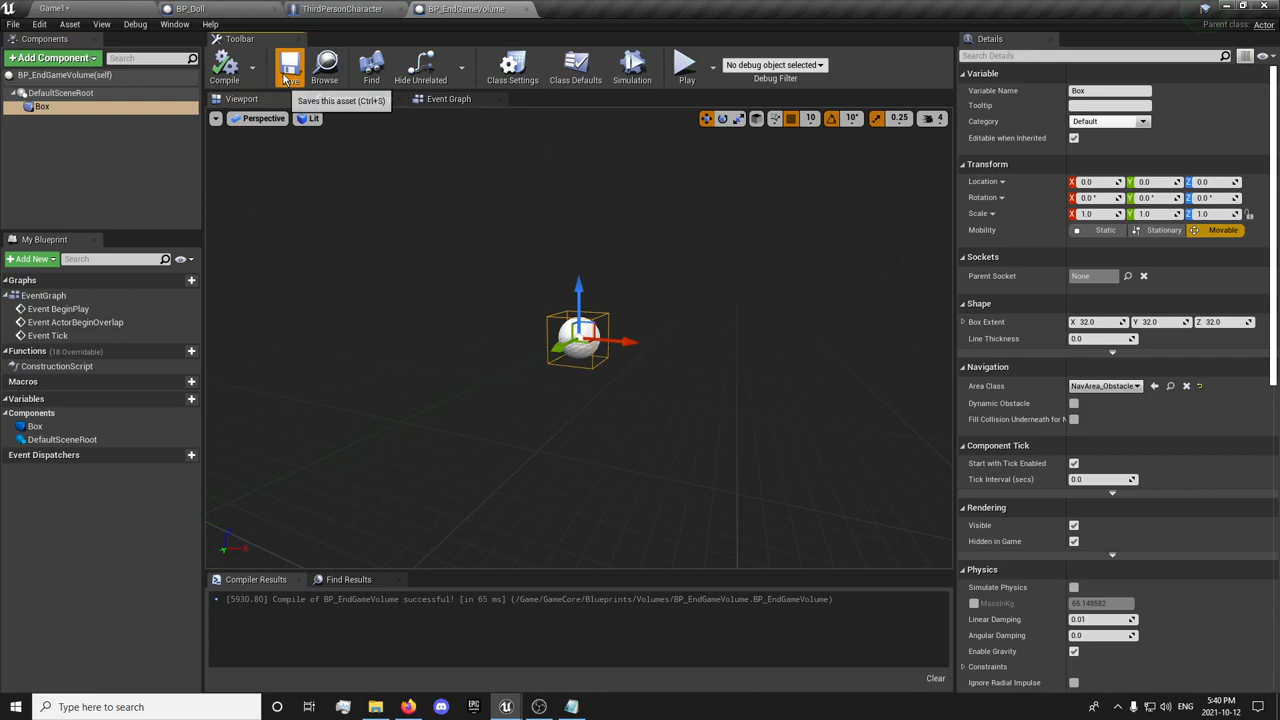 Game1*
BP_Doll
ThirdPersonCharacter
BP_EndGameVolume
File Edit Asset View Debug Window Help
Parent class: Actor
Components
Toolbar
Details
Add Component
Search
BP_EndGameVolume(self)
DefaultSceneRoot
Box
Compile
Browse
Find
Hide Unrelated
Class Settings
Class Defaults
Simulation
Play
No debug object selected
Debug Filter
Saves this asset (Ctrl+S)
Viewport
Event Graph
Perspective
Lit
10
10°
0.25
4
My Blueprint
Add New
Search
Graphs
EventGraph
Event BeginPlay
Event ActorBeginOverlap
Event Tick
Functions (18 Overridable)
ConstructionScript
Macros
Variables
Components
Box
DefaultSceneRoot
Event Dispatchers
Compiler Results
Find Results
[5930.80] Compile of BP_EndGameVolume successful! [in 65 ms] (/Game/GameCore/Blueprints/Volumes/BP_EndGameVolume.BP_EndGameVolume)
Clear
Search
Variable
Variable Name Box
Tooltip
Category Default
Editable when Inherited
Transform
Location X 0.0 Y 0.0 Z 0.0
Rotation X 0.0 ° Y 0.0 ° Z 0.0 °
Scale X 1.0 Y 1.0 Z 1.0
Mobility Static Stationary Movable
Sockets
Parent Socket None
Shape
Box Extent X 32.0 Y 32.0 Z 32.0
Line Thickness 0.0
Navigation
Area Class NavArea_Obstacle
Dynamic Obstacle
Fill Collision Underneath for N
Component Tick
Start with Tick Enabled
Tick Interval (secs) 0.0
Rendering
Visible
Hidden in Game
Physics
Simulate Physics
MassInKg 65.148582
Linear Damping 0.01
Angular Damping 0.0
Enable Gravity
Constraints
Ignore Radial Impulse
Type here to search
ENG
5:40 PM
2021-10-12